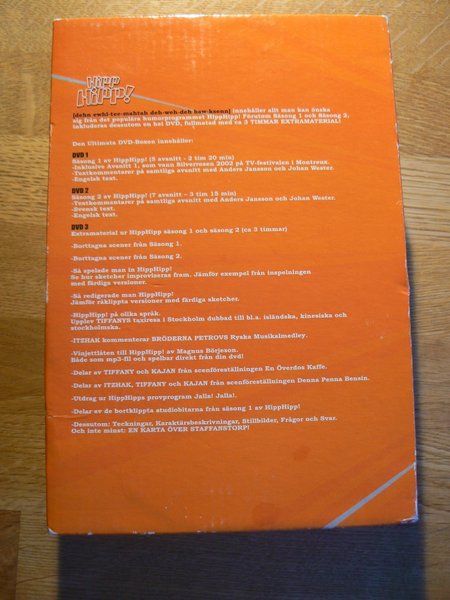 Hipp
HiPP!
[dehn ewhl-tee-mahtah deh-weh-deh baw-ksenn] Innehåller allt man kan önska
sig från det populära humorprogrammet HippHipp! Förutom Säsong 1 och Säsong 2,
inkluderas dessutom en hel DVD, fullmatad med ca 3 TIMMAR EXTRAMATERIAL!
Den Ultimata DVD-Boxen innehåller:
DVD 1
Säsong 1 av HippHipp! (5 avsnitt - 2 tim 20 min)
-Inklusive Avsnitt 1, som vann Silverrosen 2002 på TV-festivalen i Montreux.
-Textkommentarer på samtliga avsnitt med Anders Jansson och Johan Wester.
-Engelsk text.
DVD 2
Säsong 2 av HippHipp! (7 avsnitt – 3 tim 15 min)
-Textkommentarer på samtliga avsnitt med Anders Jansson och Johan Wester.
-Svensk text.
-Engelsk text.
DVD 3
Extramaterial ur HippHipp säsong 1 och säsong 2 (ca 3 timmar)
-Borttagna scener från Säsong 1.
-Borttagna scener från Säsong 2.
-Så spelade man in HippHipp!
Se hur sketcher improviseras fram. Jämför exempel från inspelningen
med färdiga versioner.
-Så redigerade man HippHipp!
Jämför råklippta versioner med färdiga sketcher.
-HippHipp! på olika språk.
Upplev TIFFANYS taxiresa i Stockholm dubbad till bl.a. isländska, kinesiska och
stockholmska.
-ITZHAK kommenterar BRÖDERNA PETROVS Ryska Musikalmedley.
-Vinjettlåten till HippHipp! av Magnus Börjeson.
Både som mp3-fil och spelbar direkt från din dvd!
-Delar av TIFFANY och KAJAN från scenföreställningen En Överdos Kaffe.
-Delar av ITZHAK, TIFFANY och KAJAN från scenföreställningen Denna Penna Bensin.
-Utdrag ur HippHipps provprogram Jalla! Jalla!.
-Delar av de bortklippta studiobitarna från säsong 1 av HippHipp!
-Dessutom: Teckningar, Karaktärsbeskrivningar, Stillbilder, Frågor och Svar.
Och inte minst: EN KARTA ÖVER STAFFANSTORP!